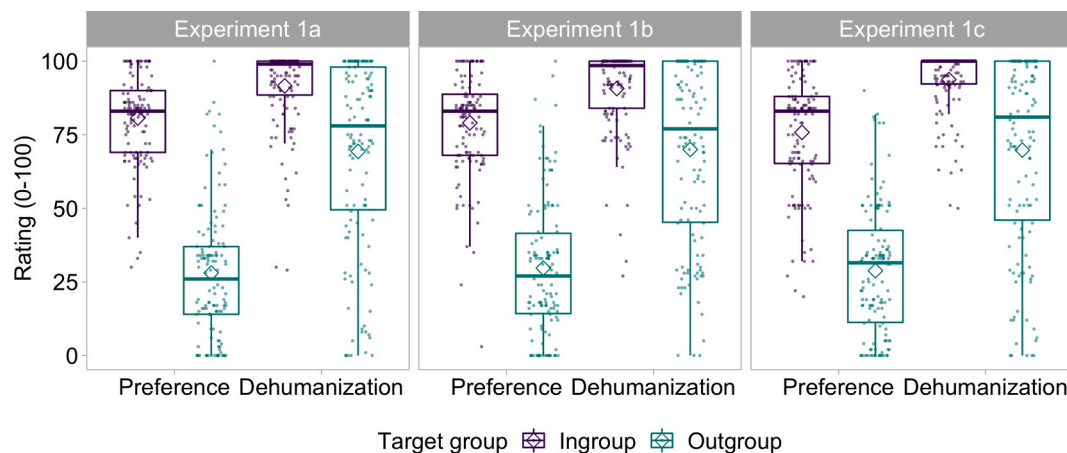 Experiment 1a Experiment 1b Experiment 1c
100
75
50
25
0
Rating (0-100)
Preference Dehumanization Preference Dehumanization Preference Dehumanization
Target group Ingroup Outgroup